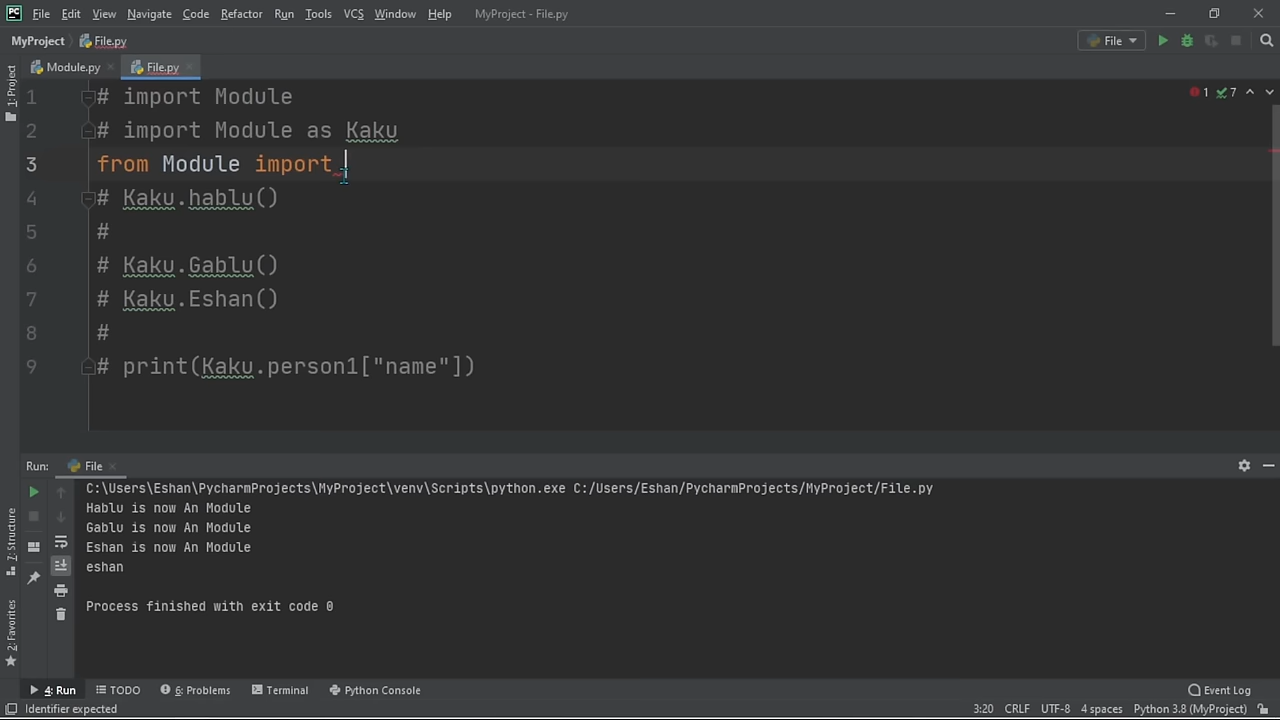 PC File Edit View Navigate Code Refactor Run Tools VCS Window Help MyProject - File.py
MyProject File.py File
1: Project
Module.py File.py
1 # import Module
1 7
2 # import Module as Kaku
3 from Module import
4 # Kaku.hablu()
5 #
6 # Kaku.Gablu()
7 # Kaku.Eshan()
8 #
9 # print(Kaku.person1["name"])
Run: File
C:\Users\Eshan\PycharmProjects\MyProject\venv\Scripts\python.exe C:/Users/Eshan/PycharmProjects/MyProject/File.py
Hablu is now An Module
Gablu is now An Module
Eshan is now An Module
eshan
Process finished with exit code 0
Z: Structure
2: Favorites
4: Run TODO 6: Problems Terminal Python Console Event Log
Identifier expected 3:20 CRLF UTF-8 4 spaces Python 3.8 (MyProject)